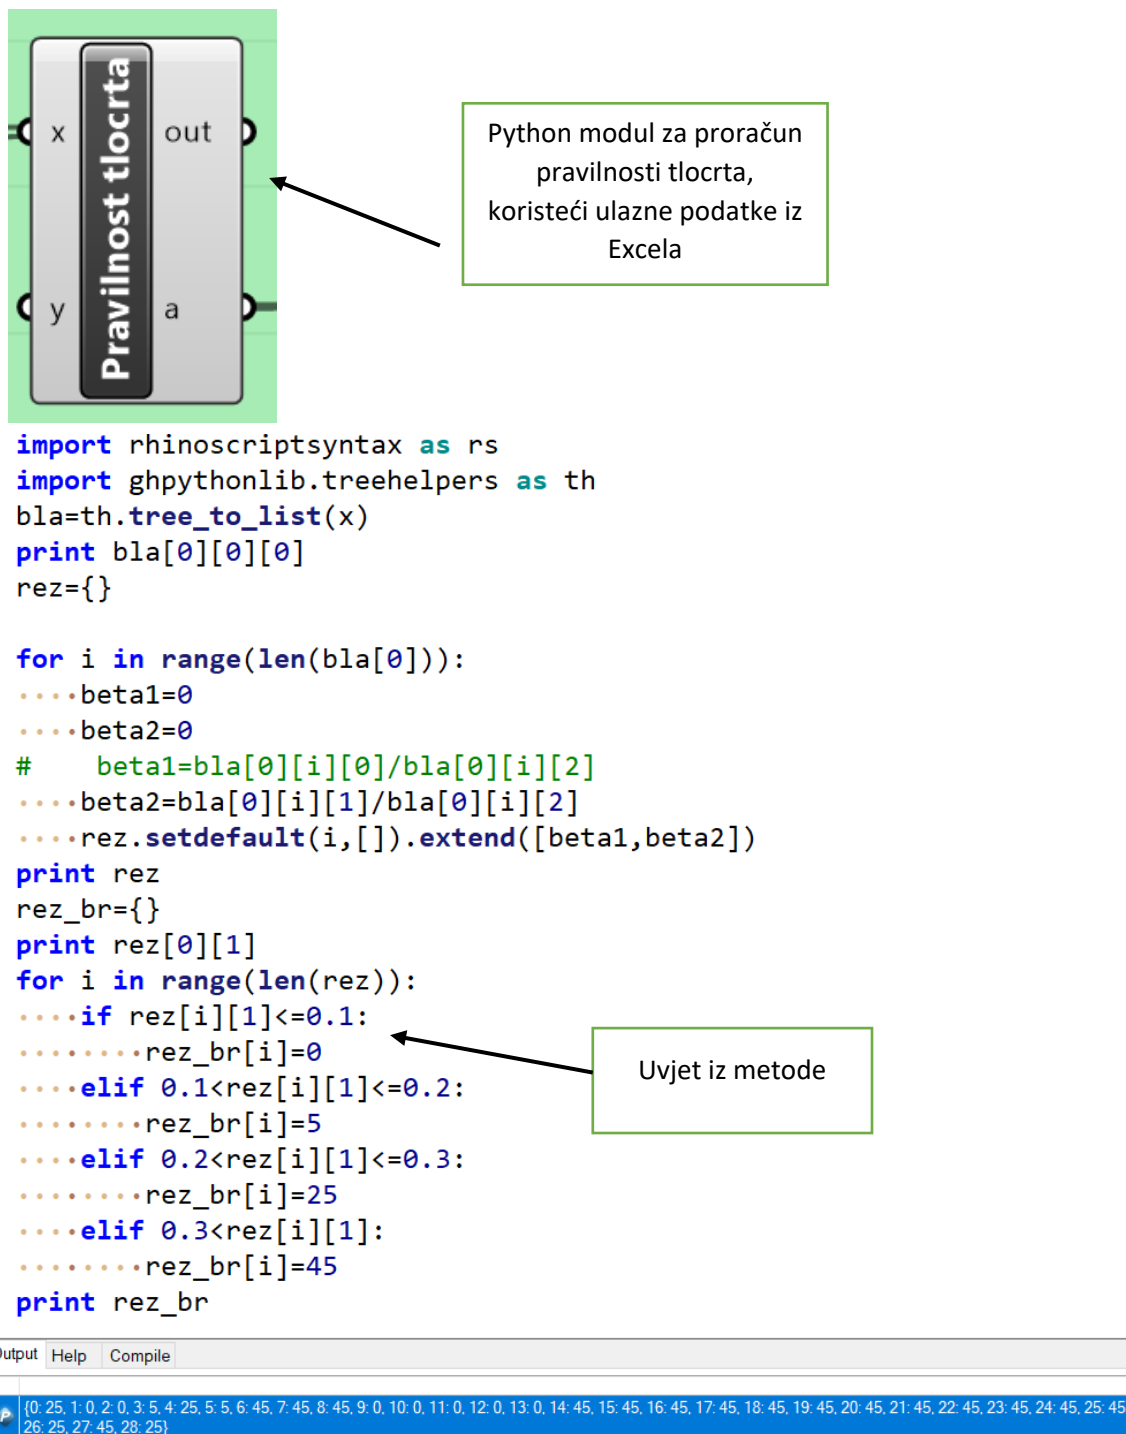 x
Pravilnost tlocrta
out
y
a
Python modul za proračun
pravilnosti tlocrta,
koristeći ulazne podatke iz
Excela
import rhinoscriptsyntax as rs
import ghpythonlib.treehelpers as th
bla=th.tree_to_list(x)
print bla[0][0][0]
rez={}
for i in range(len(bla[0])):
    beta1=0
    beta2=0
#    beta1=bla[0][i][0]/bla[0][i][2]
    beta2=bla[0][i][1]/bla[0][i][2]
    rez.setdefault(i,[]).extend([beta1,beta2])
print rez
rez_br={}
print rez[0][1]
for i in range(len(rez)):
    if rez[i][1]<=0.1:
        rez_br[i]=0
    elif 0.1<rez[i][1]<=0.2:
        rez_br[i]=5
    elif 0.2<rez[i][1]<=0.3:
        rez_br[i]=25
    elif 0.3<rez[i][1]:
        rez_br[i]=45
print rez_br
Uvjet iz metode
Output Help Compile
{0: 25, 1: 0, 2: 0, 3: 5, 4: 25, 5: 5, 6: 45, 7: 45, 8: 45, 9: 0, 10: 0, 11: 0, 12: 0, 13: 0, 14: 45, 15: 45, 16: 45, 17: 45, 18: 45, 19: 45, 20: 45, 21: 45, 22: 45, 23: 45, 24: 45, 25: 45
26: 25, 27: 45, 28: 25}